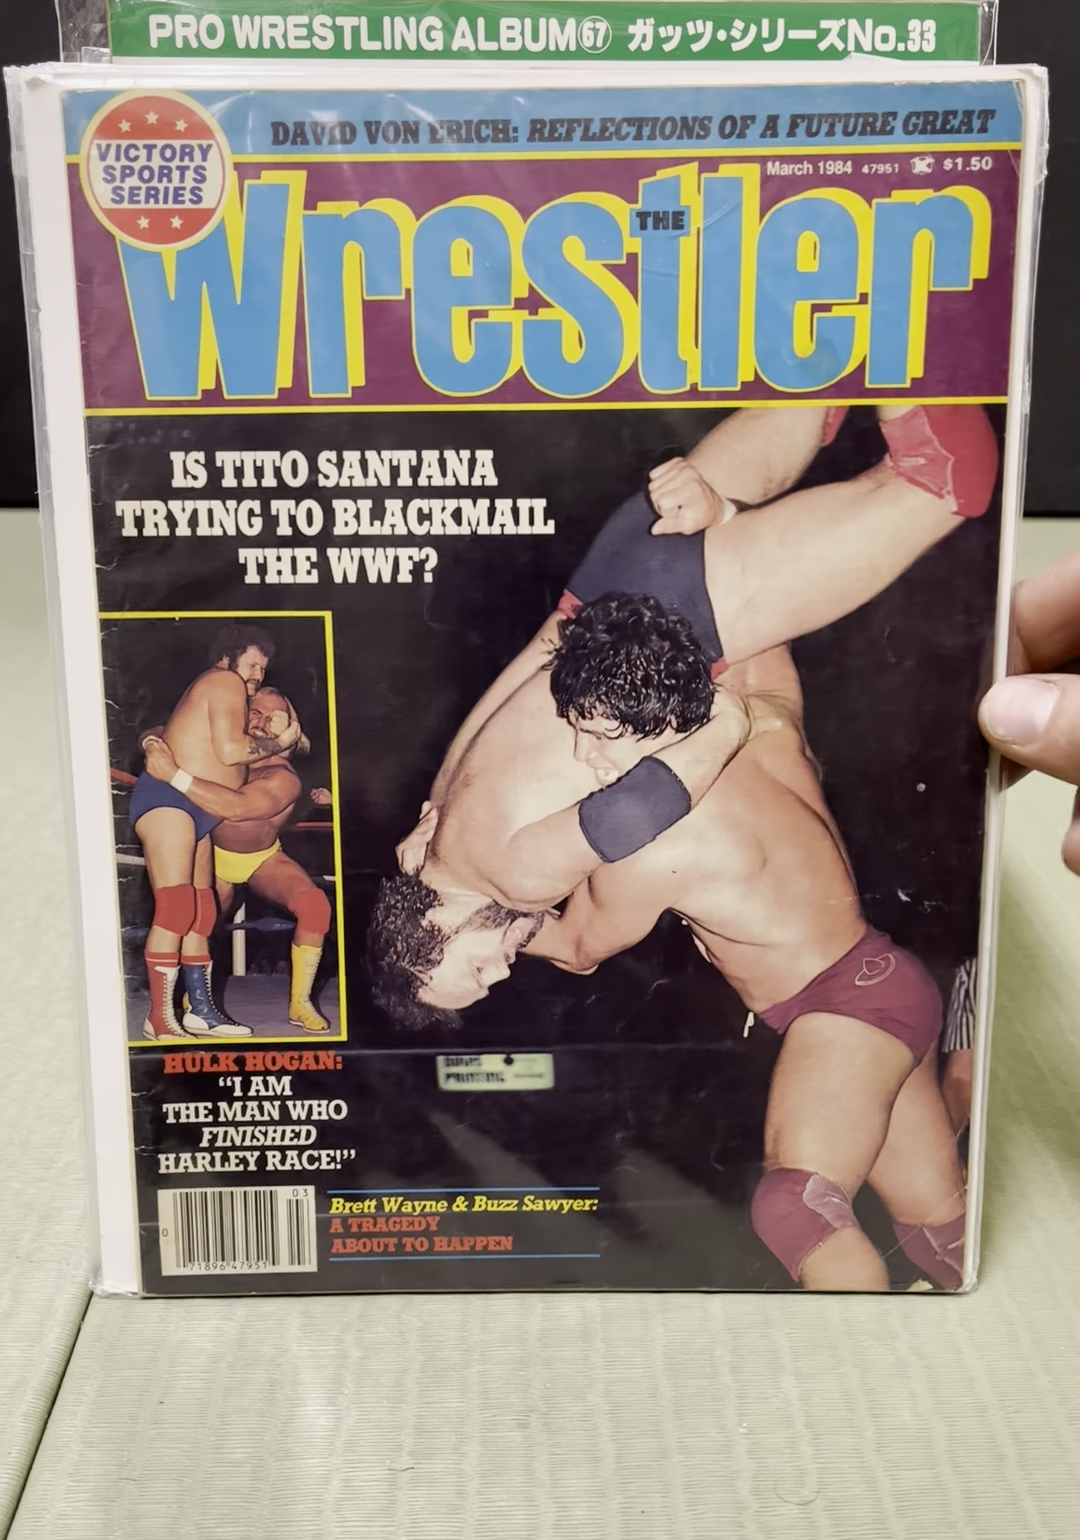 PRO WRESTLING ALBUM㊿ ガッツ・シリーズNo.33
DAVID VON ERICH: REFLECTIONS OF A FUTURE GREAT
VICTORY
SPORTS
SERIES
March 1984 47951 $1.50
THE
Wrestler
IS TITO SANTANA
TRYING TO BLACKMAIL
THE WWF?
HULK HOGAN:
“I AM
THE MAN WHO
FINISHED
HARLEY RACE!”
03
0
71896 47951
Brett Wayne & Buzz Sawyer:
A TRAGEDY
ABOUT TO HAPPEN